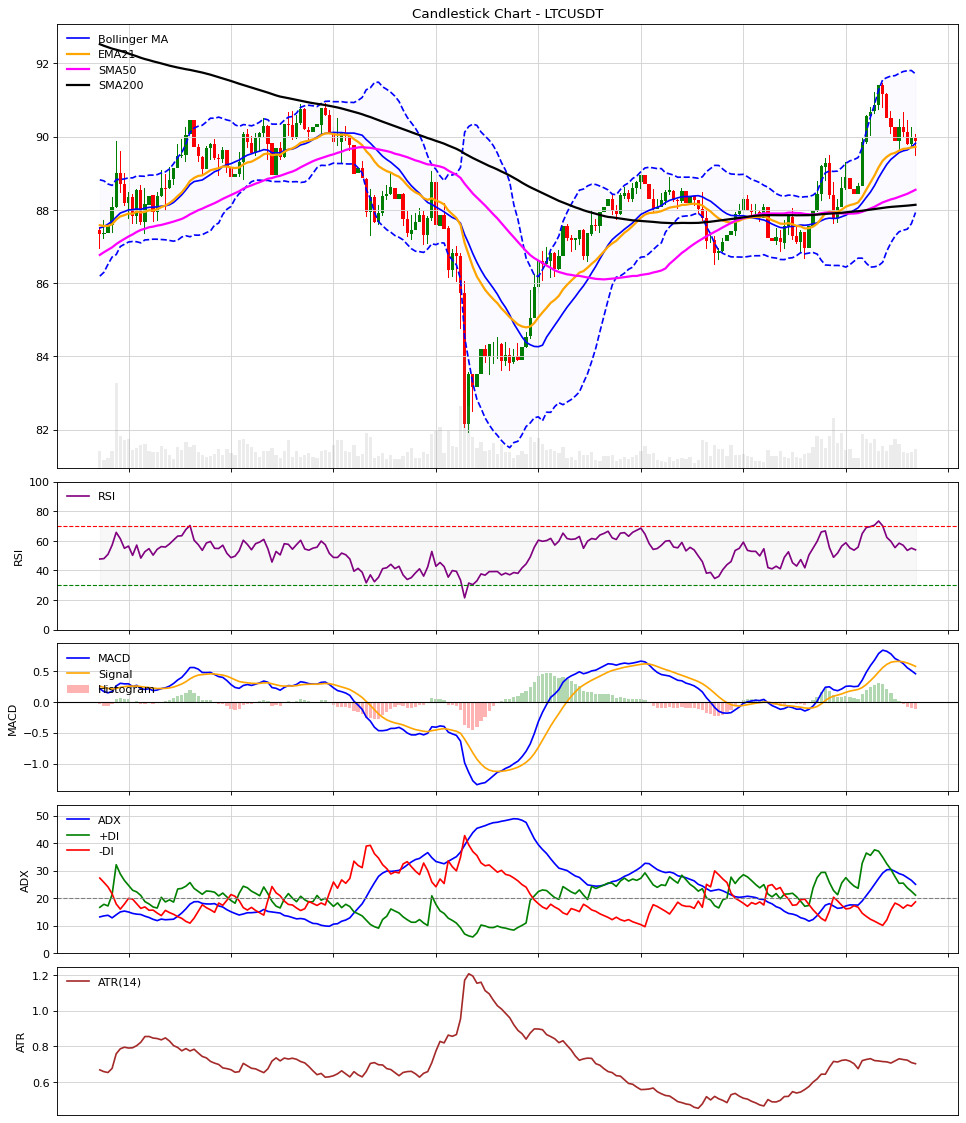 Candlestick Chart - LTCUSDT
Bollinger MA
EMA21
SMA50
SMA200
92
90
88
86
84
82
RSI
100
80
60
40
20
0
RSI
MACD
Signal
Histogram
0.5
0.0
−0.5
−1.0
MACD
ADX
+DI
-DI
50
40
30
20
10
0
ADX
ATR(14)
1.2
1.0
0.8
0.6
ATR